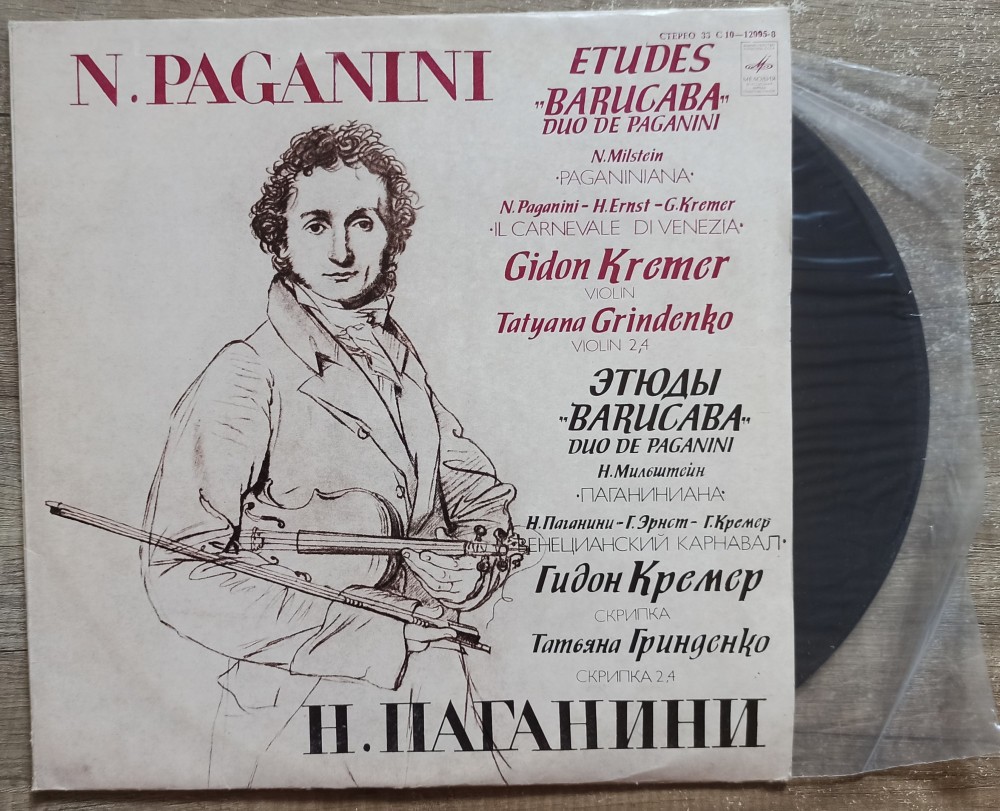 N. PAGANINI
СТЕРЕО 33 С 10—12995-8
ETUDES
„BARUCABA"
DUO DE PAGANINI
N. Milstein
·PAGANINIANA·
N. Paganini - H. Ernst - G. Kremer
·IL CARNEVALE DI VENEZIA·
Gidon Kremer
VIOLIN
Tatyana Grindenko
VIOLIN 2,4
ЭТЮДЫ
„BARUCABA"
DUO DE PAGANINI
Н. Мильштейн
·ПАГАНИНИАНА·
Н. Паганини - Г. Эрнст - Г. Кремер
ВЕНЕЦИАНСКИЙ КАРНАВАЛ·
Гидон Кремер
СКРИПКА
Татьяна Гринденко
СКРИПКА 2,4
Н. ПАГАНИНИ